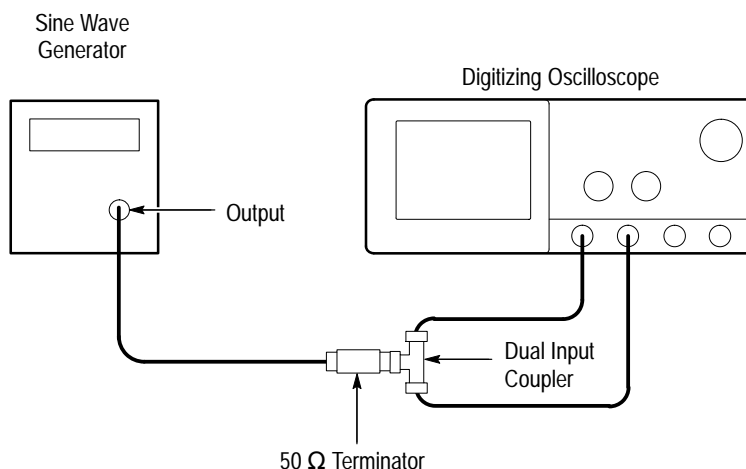 Sine Wave
Generator
Digitizing Oscilloscope
Output
Dual Input
Coupler
50 Ω Terminator